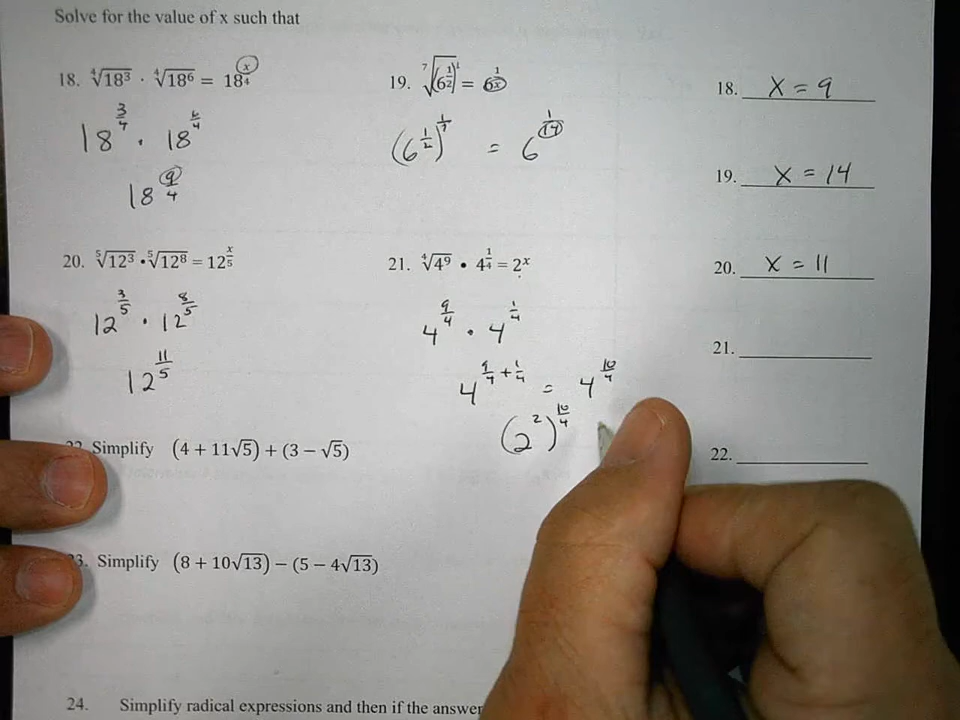 Solve for the value of x such that
18. ∜18³ · ∜18⁶ = 18^(x/4)
18^(3/4) · 18^(6/4)
18^(9/4)
19. ⁷√(6^(1/2))¹ = 6^(1/x)
(6^(1/2))^(1/7) = 6^(1/14)
18. X = 9
19. X = 14
20. ⁵√12³ • ⁵√12⁸ = 12^(x/5)
12^(3/5) · 12^(8/5)
12^(11/5)
21. ∜4⁹ • 4^(1/4) = 2^x
4^(9/4) · 4^(1/4)
4^(9/4 + 1/4) = 4^(10/4)
(2²)^(10/4)
20. X = 11
21.
22. Simplify (4 + 11√5) + (3 − √5)
22.
23. Simplify (8 + 10√13) − (5 − 4√13)
24. Simplify radical expressions and then if the answer